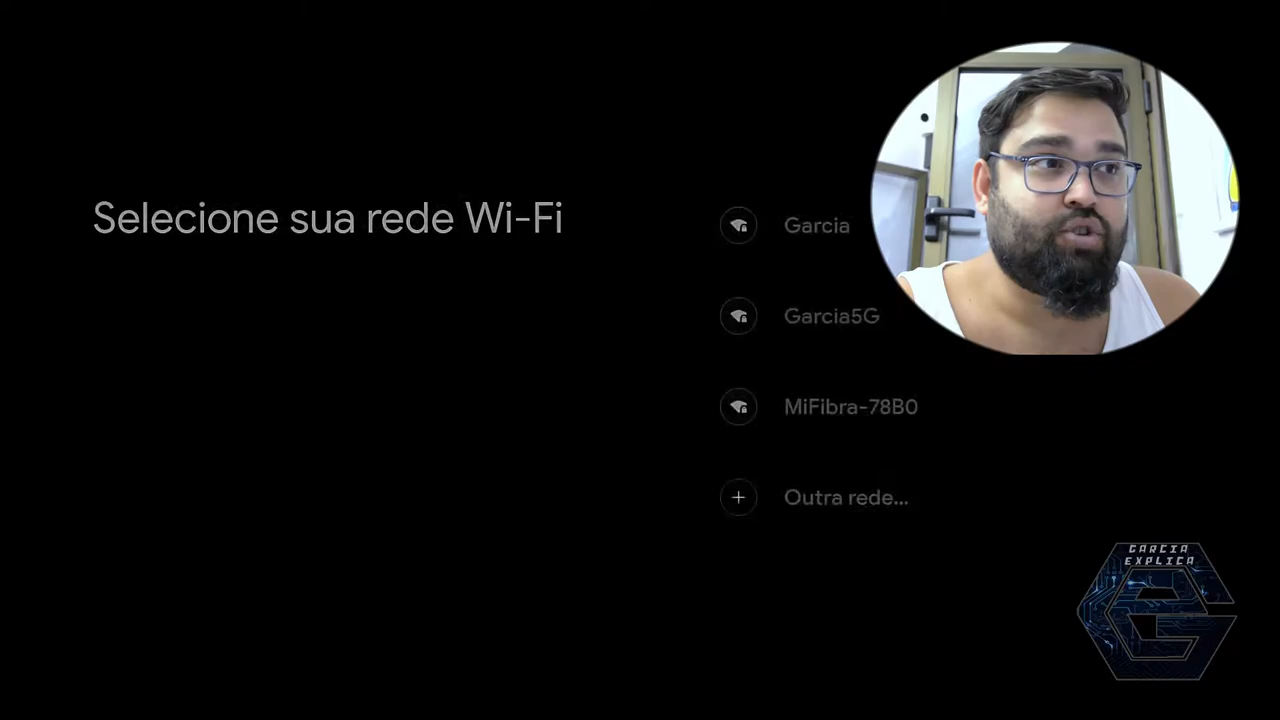 Selecione sua rede Wi-Fi
Garcia
Garcia5G
MiFibra-78B0
Outra rede...
GARCIA
EXPLICA